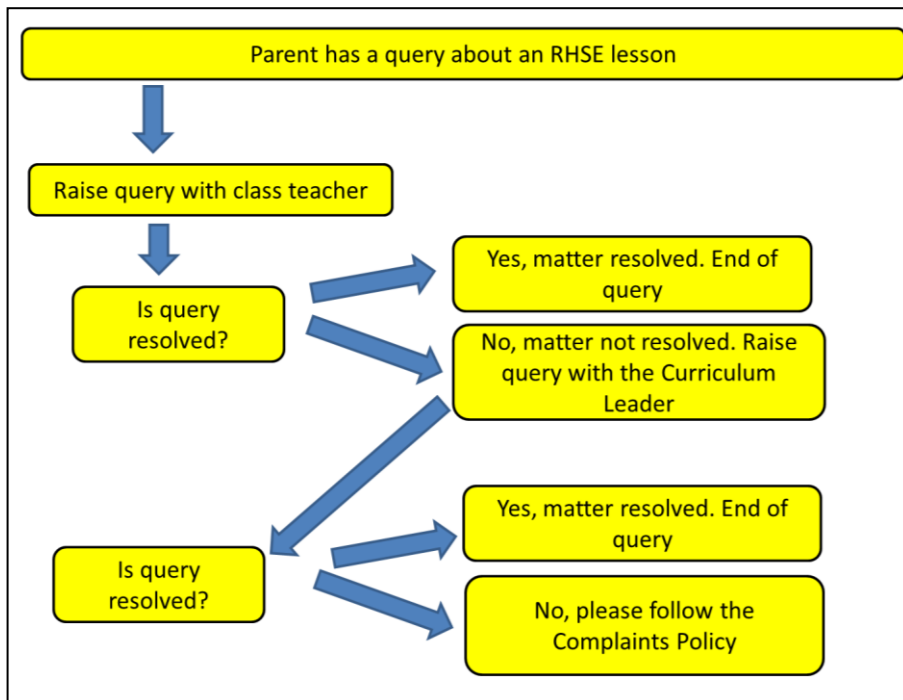 Parent has a query about an RHSE lesson
Raise query with class teacher
Is query
resolved?
Yes, matter resolved. End of
query
No, matter not resolved. Raise
query with the Curriculum
Leader
Is query
resolved?
Yes, matter resolved. End of
query
No, please follow the
Complaints Policy